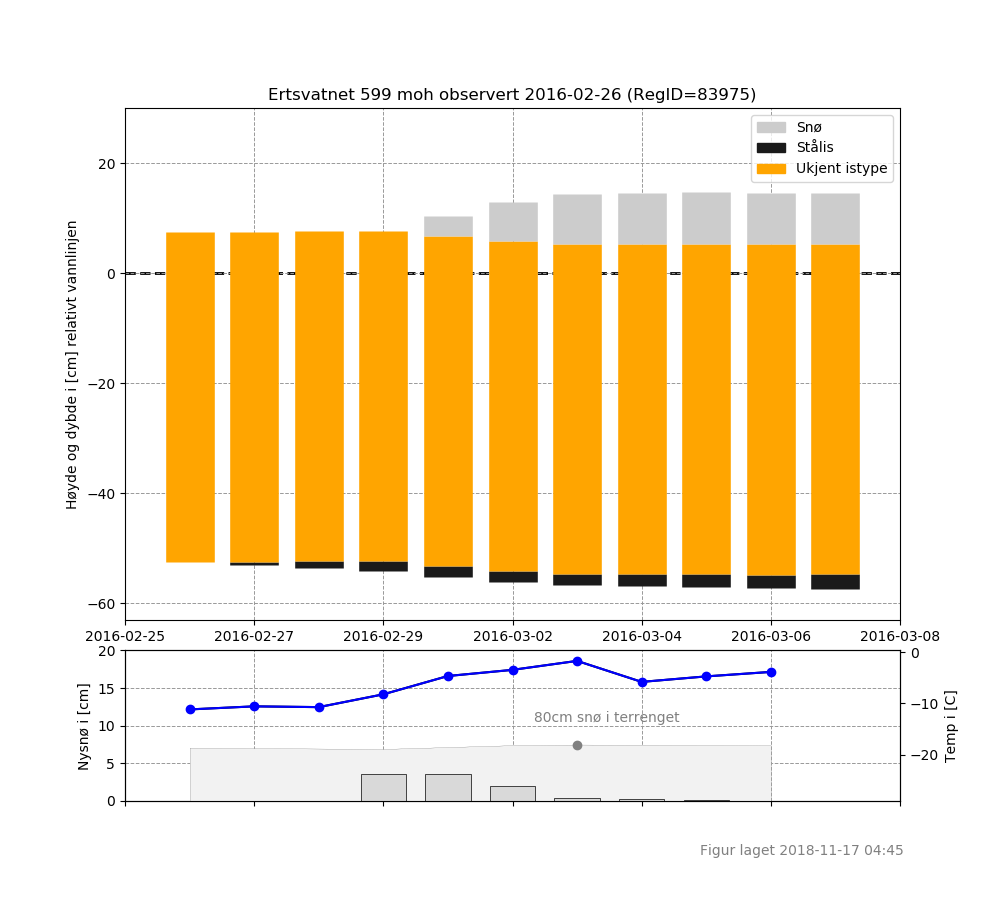 Ertsvatnet 599 moh observert 2016-02-26 (RegID=83975)
Snø
Stålis
Ukjent istype
Høyde og dybde i [cm] relativt vannlinjen
20
0
−20
−40
−60
2016-02-25 2016-02-27 2016-02-29 2016-03-02 2016-03-04 2016-03-06 2016-03-08
Nysnø i [cm]
20
15
10
5
0
80cm snø i terrenget
0
−10
−20
Temp i [C]
Figur laget 2018-11-17 04:45